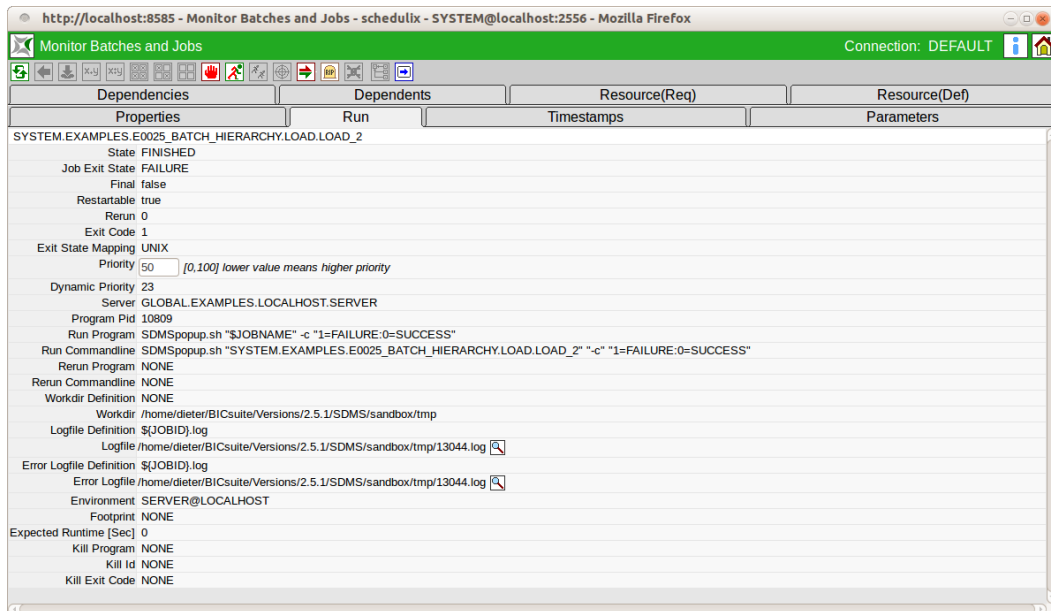 http://localhost:8585 - Monitor Batches and Jobs - schedulix - SYSTEM@localhost:2556 - Mozilla Firefox
Monitor Batches and Jobs Connection: DEFAULT
Dependencies Dependents Resource(Req) Resource(Def)
Properties Run Timestamps Parameters
SYSTEM.EXAMPLES.E0025_BATCH_HIERARCHY.LOAD.LOAD_2
State FINISHED
Job Exit State FAILURE
Final false
Restartable true
Rerun 0
Exit Code 1
Exit State Mapping UNIX
Priority 50 [0,100] lower value means higher priority
Dynamic Priority 23
Server GLOBAL.EXAMPLES.LOCALHOST.SERVER
Program Pid 10809
Run Program SDMSpopup.sh "$JOBNAME" -c "1=FAILURE:0=SUCCESS"
Run Commandline SDMSpopup.sh "SYSTEM.EXAMPLES.E0025_BATCH_HIERARCHY.LOAD.LOAD_2" "-c" "1=FAILURE:0=SUCCESS"
Rerun Program NONE
Rerun Commandline NONE
Workdir Definition NONE
Workdir /home/dieter/BICsuite/Versions/2.5.1/SDMS/sandbox/tmp
Logfile Definition ${JOBID}.log
Logfile /home/dieter/BICsuite/Versions/2.5.1/SDMS/sandbox/tmp/13044.log
Error Logfile Definition ${JOBID}.log
Error Logfile /home/dieter/BICsuite/Versions/2.5.1/SDMS/sandbox/tmp/13044.log
Environment SERVER@LOCALHOST
Footprint NONE
Expected Runtime [Sec] 0
Kill Program NONE
Kill Id NONE
Kill Exit Code NONE